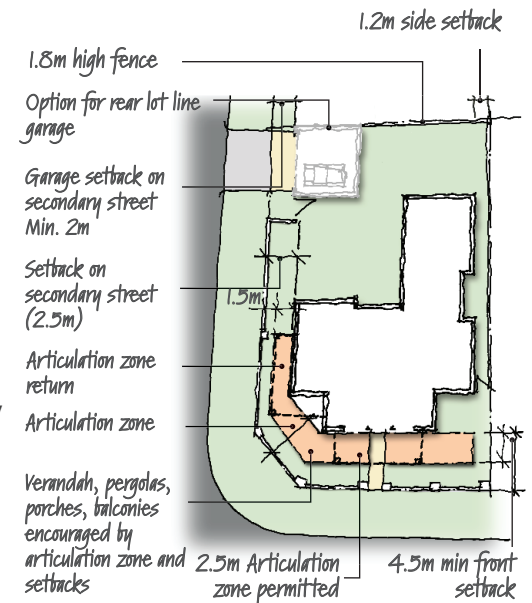 1.2m side setback
1.8m high fence
Option for rear lot line
garage
Garage setback on
secondary street
Min. 2m
Setback on
secondary street
(2.5m)
1.5m
Articulation zone
return
Articulation zone
Verandah, pergolas,
porches, balconies
encouraged by
articulation zone and
setbacks
2.5m Articulation
zone permitted
4.5m min front
setback